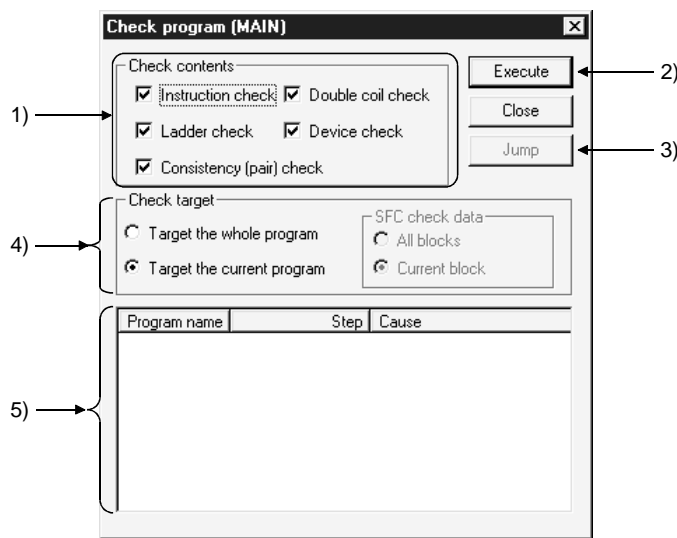 Check program (MAIN)
Check contents
Instruction check
Double coil check
Ladder check
Device check
Consistency (pair) check
Execute
Close
Jump
1)
2)
3)
Check target
Target the whole program
Target the current program
SFC check data
All blocks
Current block
4)
Program name Step Cause
5)